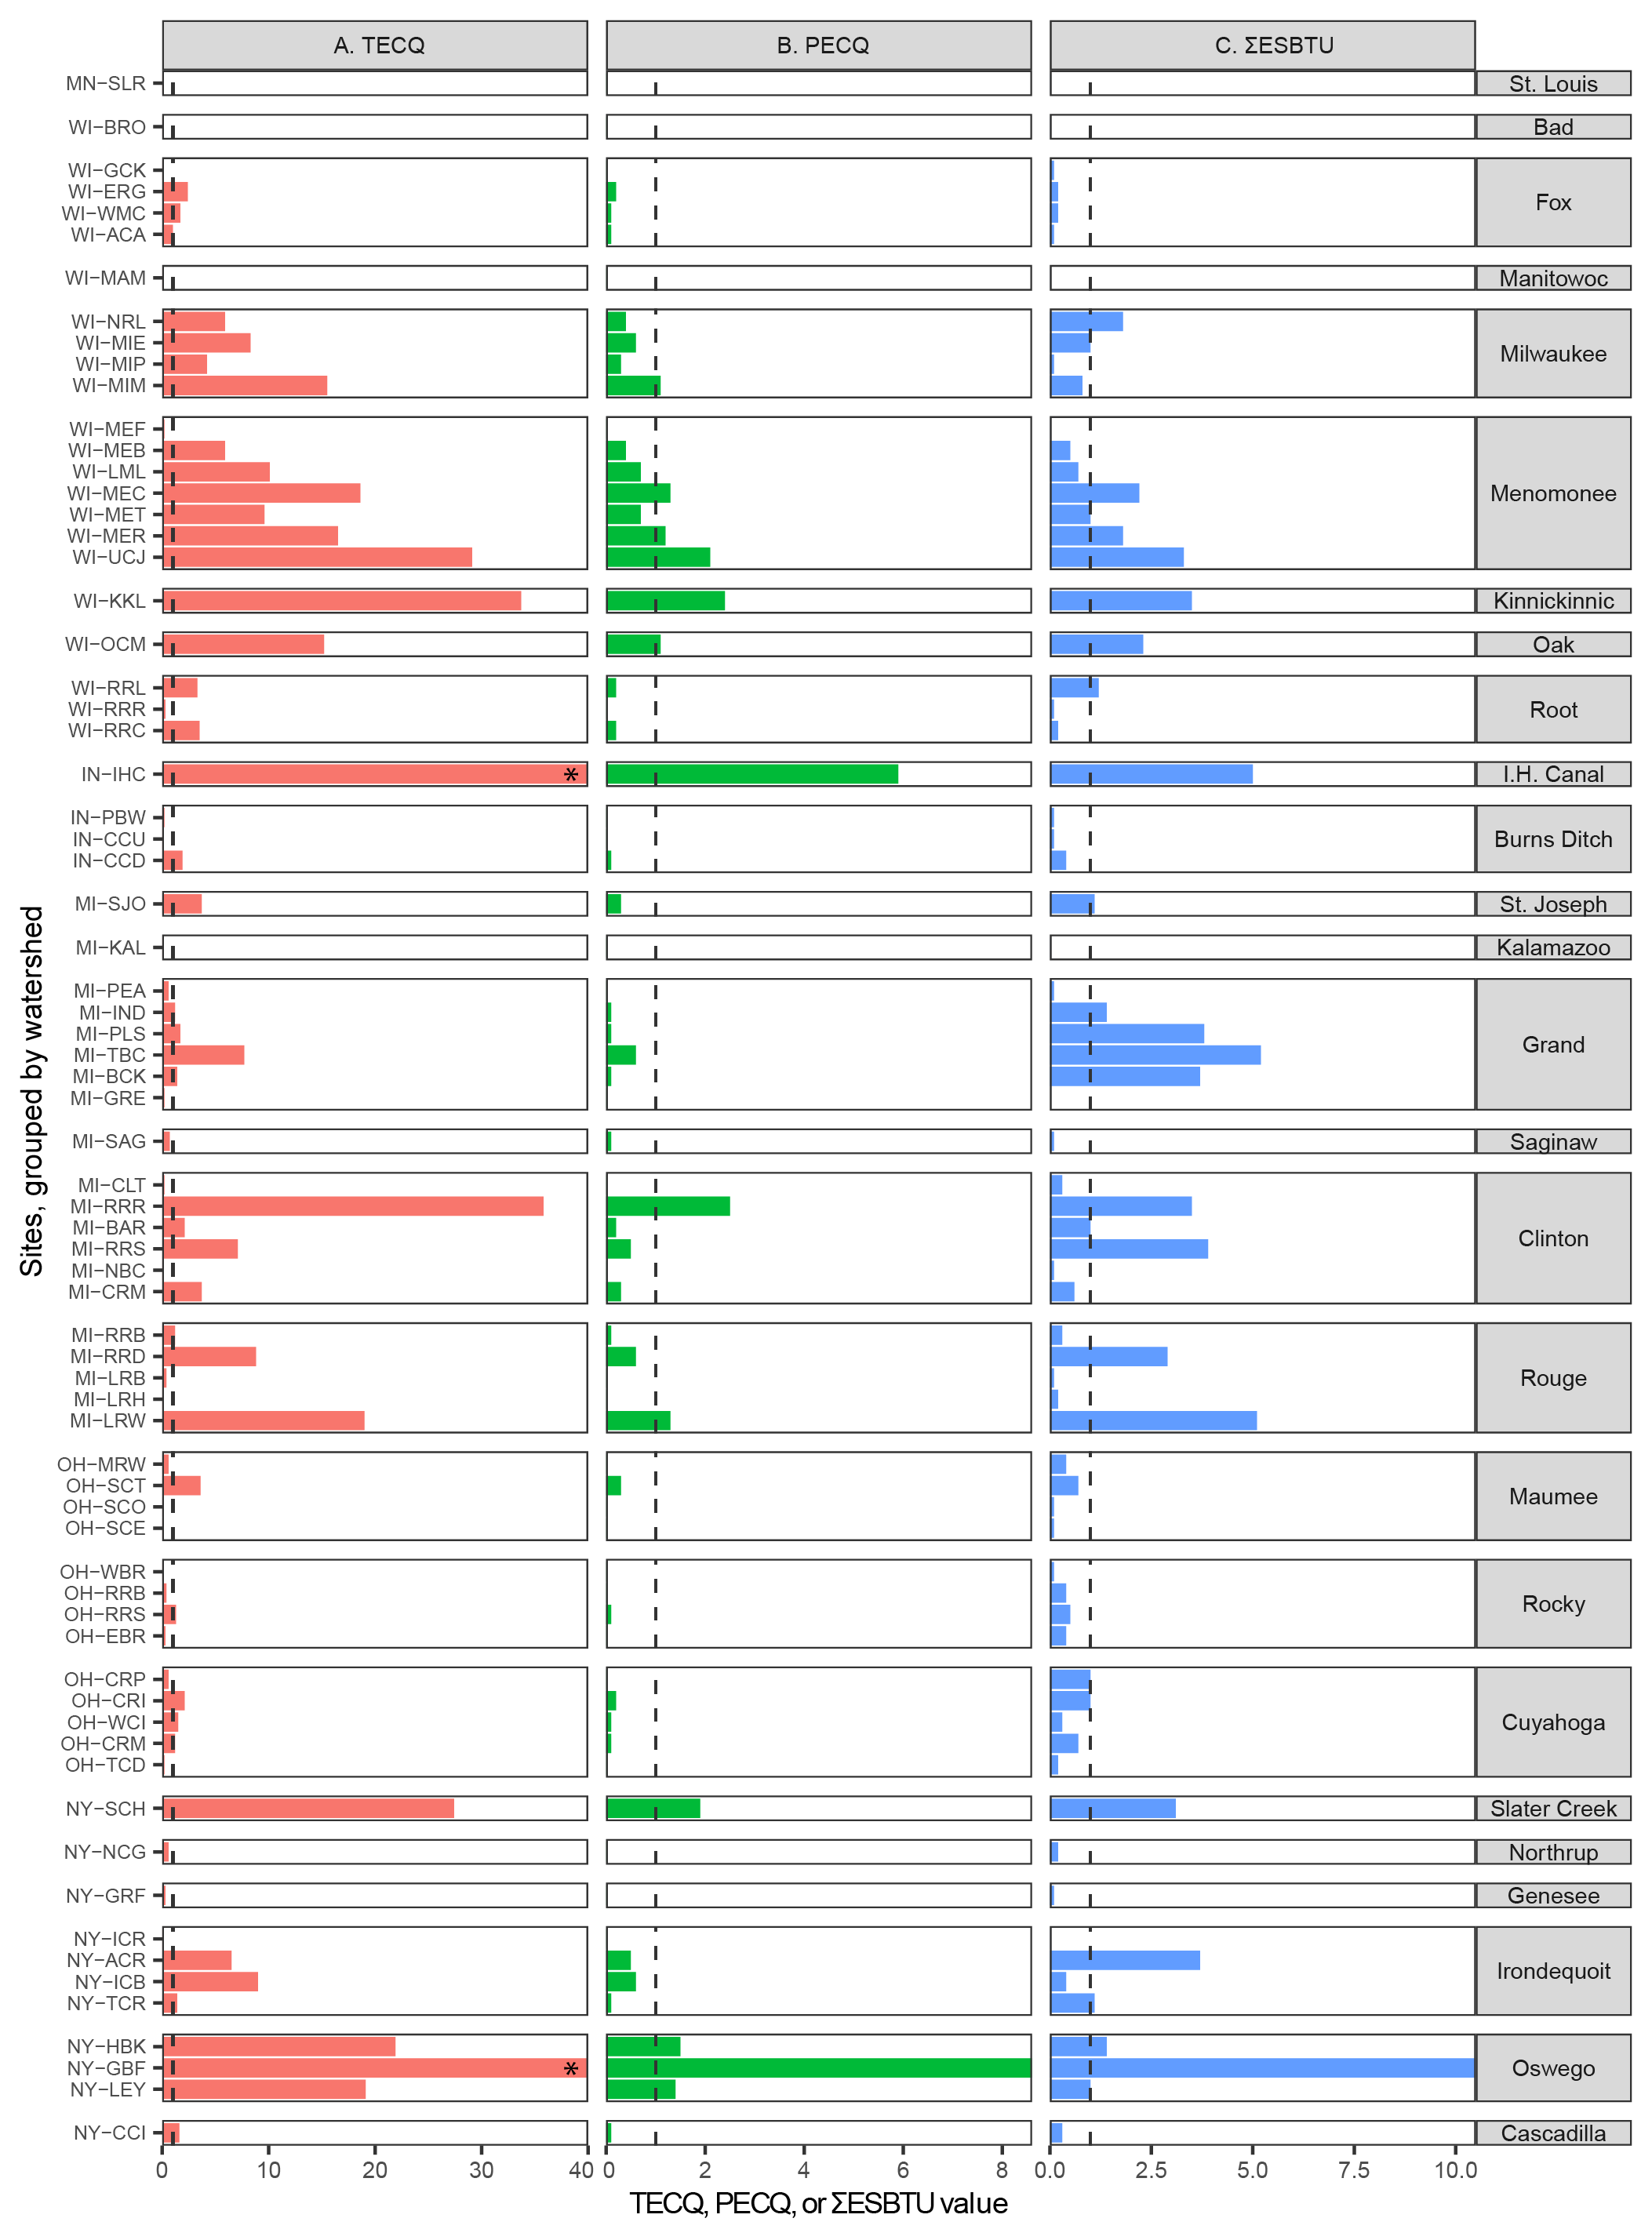 A. TECQ B. PECQ C. ΣESBTU
MN−SLR St. Louis
WI−BRO Bad
WI−GCK
WI−ERG
WI−WMC
WI−ACA
Fox
WI−MAM Manitowoc
WI−NRL
WI−MIE
WI−MIP
WI−MIM
Milwaukee
WI−MEF
WI−MEB
WI−LML
WI−MEC
WI−MET
WI−MER
WI−UCJ
Menomonee
WI−KKL Kinnickinnic
WI−OCM Oak
WI−RRL
WI−RRR
WI−RRC
Root
IN−IHC * I.H. Canal
IN−PBW
IN−CCU
IN−CCD
Burns Ditch
MI−SJO St. Joseph
MI−KAL Kalamazoo
MI−PEA
MI−IND
MI−PLS
MI−TBC
MI−BCK
MI−GRE
Grand
MI−SAG Saginaw
MI−CLT
MI−RRR
MI−BAR
MI−RRS
MI−NBC
MI−CRM
Clinton
MI−RRB
MI−RRD
MI−LRB
MI−LRH
MI−LRW
Rouge
OH−MRW
OH−SCT
OH−SCO
OH−SCE
Maumee
OH−WBR
OH−RRB
OH−RRS
OH−EBR
Rocky
OH−CRP
OH−CRI
OH−WCI
OH−CRM
OH−TCD
Cuyahoga
NY−SCH Slater Creek
NY−NCG Northrup
NY−GRF Genesee
NY−ICR
NY−ACR
NY−ICB
NY−TCR
Irondequoit
NY−HBK
NY−GBF *
NY−LEY
Oswego
NY−CCI Cascadilla
0 10 20 30 40 0 2 4 6 8 0.0 2.5 5.0 7.5 10.0
TECQ, PECQ, or ΣESBTU value
Sites, grouped by watershed